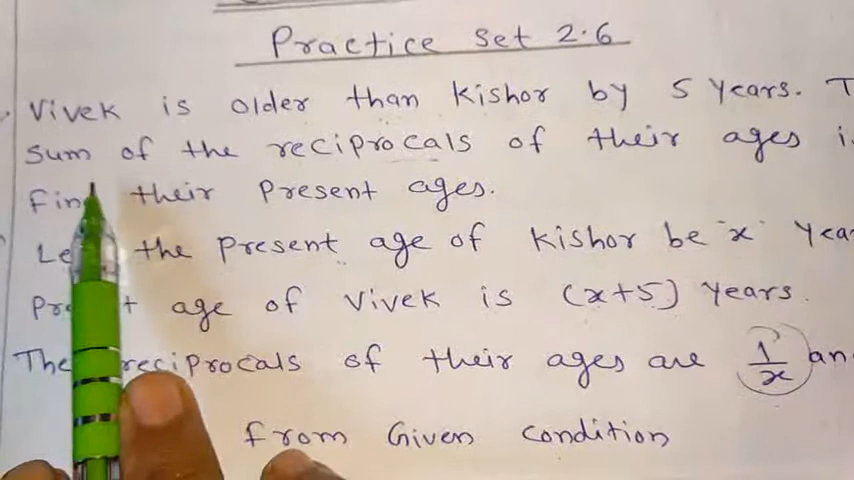 Practice Set 2.6
Vivek is older than Kishor by 5 Years.
Sum of the reciprocals of their ages
their Present ages.
the Present age of Kishor be "x"
age of Vivek is (x+5) Years.
reciprocals of their ages are 1/x
from Given Condition